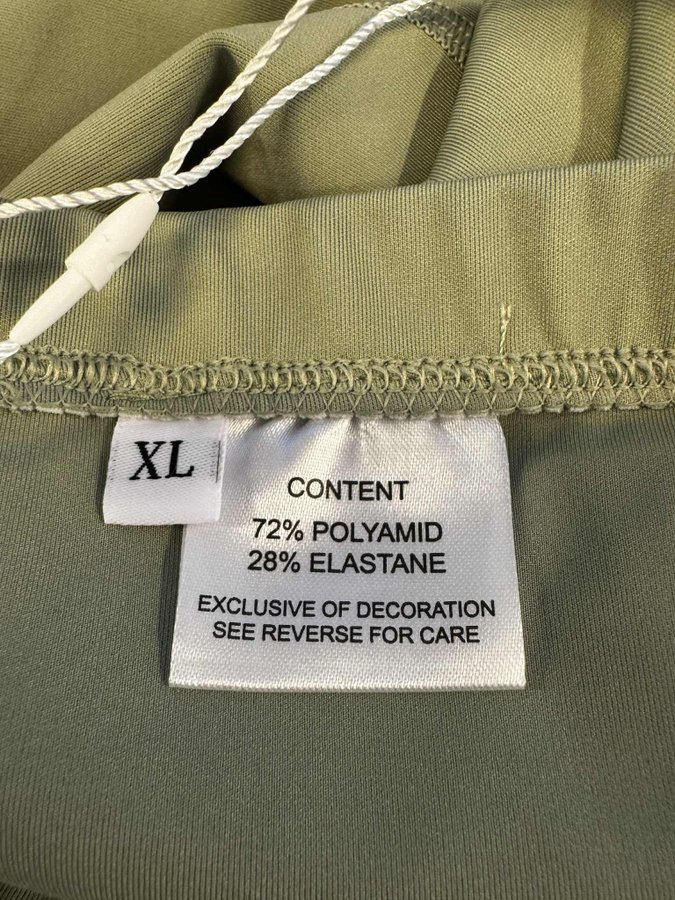 XL
CONTENT
72% POLYAMID
28% ELASTANE
EXCLUSIVE OF DECORATION
SEE REVERSE FOR CARE